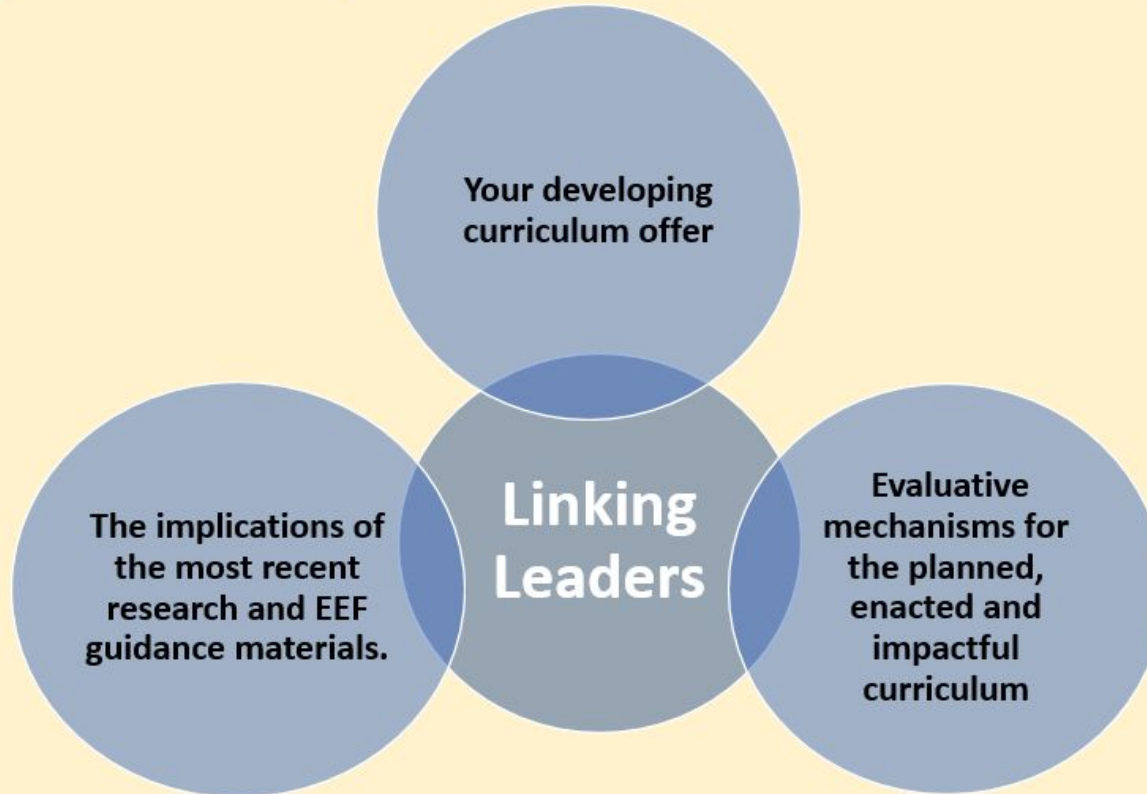 Your developing
curriculum offer
Linking
Leaders
The implications of
the most recent
research and EEF
guidance materials.
Evaluative
mechanisms for
the planned,
enacted and
impactful
curriculum